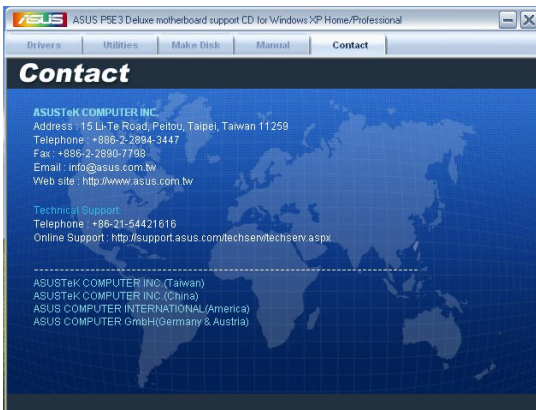 ASUS ASUS P5E3 Deluxe motherboard support CD for Windows XP Home/Professional
Drivers Utilities Make Disk Manual Contact
Contact
ASUSTeK COMPUTER INC.
Address : 15 Li-Te Road, Peitou, Taipei, Taiwan 11259
Telephone : +886-2-2894-3447
Fax : +886-2-2890-7798
Email : info@asus.com.tw
Web site : http://www.asus.com.tw
Technical Support
Telephone : +86-21-54421616
Online Support : http://support.asus.com/techserv/techserv.aspx
ASUSTeK COMPUTER INC.(Taiwan)
ASUSTeK COMPUTER INC.(China)
ASUS COMPUTER INTERNATIONAL(America)
ASUS COMPUTER GmbH(Germany & Austria)